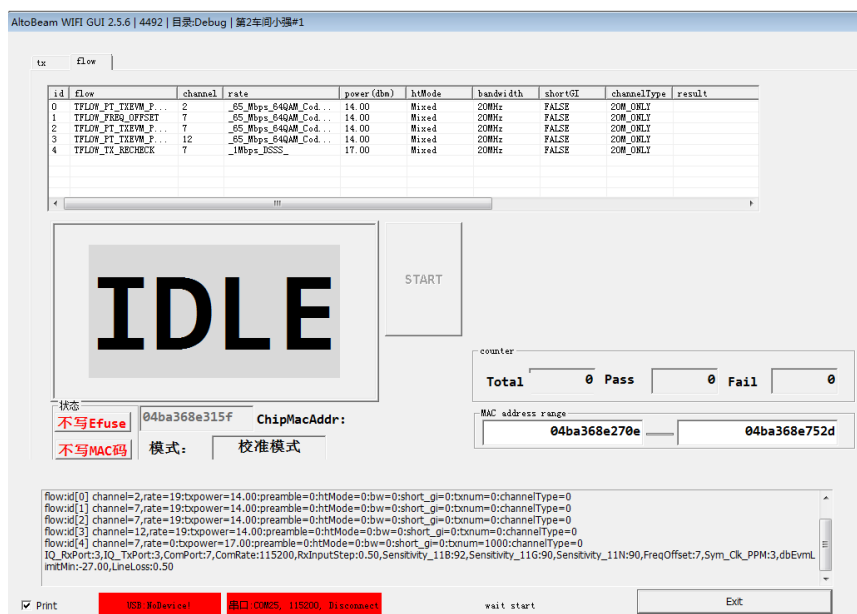 AltoBeam WIFI GUI 2.5.6 | 4492 | 目录:Debug | 第2车间小强#1
tx flow
id flow channel rate power(dbm) htMode bandwidth shortGI channelType result
0 TFLOW_PT_TXEVM_P... 2 _65_Mbps_64QAM_Cod... 14.00 Mixed 20MHz FALSE 20M_ONLY
1 TFLOW_FREQ_OFFSET 7 _65_Mbps_64QAM_Cod... 14.00 Mixed 20MHz FALSE 20M_ONLY
2 TFLOW_PT_TXEVM_P... 7 _65_Mbps_64QAM_Cod... 14.00 Mixed 20MHz FALSE 20M_ONLY
3 TFLOW_PT_TXEVM_P... 12 _65_Mbps_64QAM_Cod... 14.00 Mixed 20MHz FALSE 20M_ONLY
4 TFLOW_TX_RECHECK 7 _1Mbps_DSSS_ 17.00 Mixed 20MHz FALSE 20M_ONLY
IDLE
START
counter
Total 0 Pass 0 Fail 0
状态
不写Efuse 04ba368e315f ChipMacAddr:
不写MAC码 模式: 校准模式
MAC address range
04ba368e270e 04ba368e752d
flow:id[0] channel=2,rate=19:txpower=14.00:preamble=0:htMode=0:bw=0:short_gi=0:txnum=0:channelType=0
flow:id[1] channel=7,rate=19:txpower=14.00:preamble=0:htMode=0:bw=0:short_gi=0:txnum=0:channelType=0
flow:id[2] channel=7,rate=19:txpower=14.00:preamble=0:htMode=0:bw=0:short_gi=0:txnum=0:channelType=0
flow:id[3] channel=12,rate=19:txpower=14.00:preamble=0:htMode=0:bw=0:short_gi=0:txnum=0:channelType=0
flow:id[4] channel=7,rate=0:txpower=17.00:preamble=0:htMode=0:bw=0:short_gi=0:txnum=1000:channelType=0
IQ_RxPort:3,IQ_TxPort:3,ComPort:7,ComRate:115200,RxInputStep:0.50,Sensitivity_11B:92,Sensitivity_11G:90,Sensitivity_11N:90,FreqOffset:7,Sym_Clk_PPM:3,dbEvmL
imitMin:-27.00,LineLoss:0.50
Print USB:NoDevice! 串口:COM25, 115200, Disconnect wait start Exit